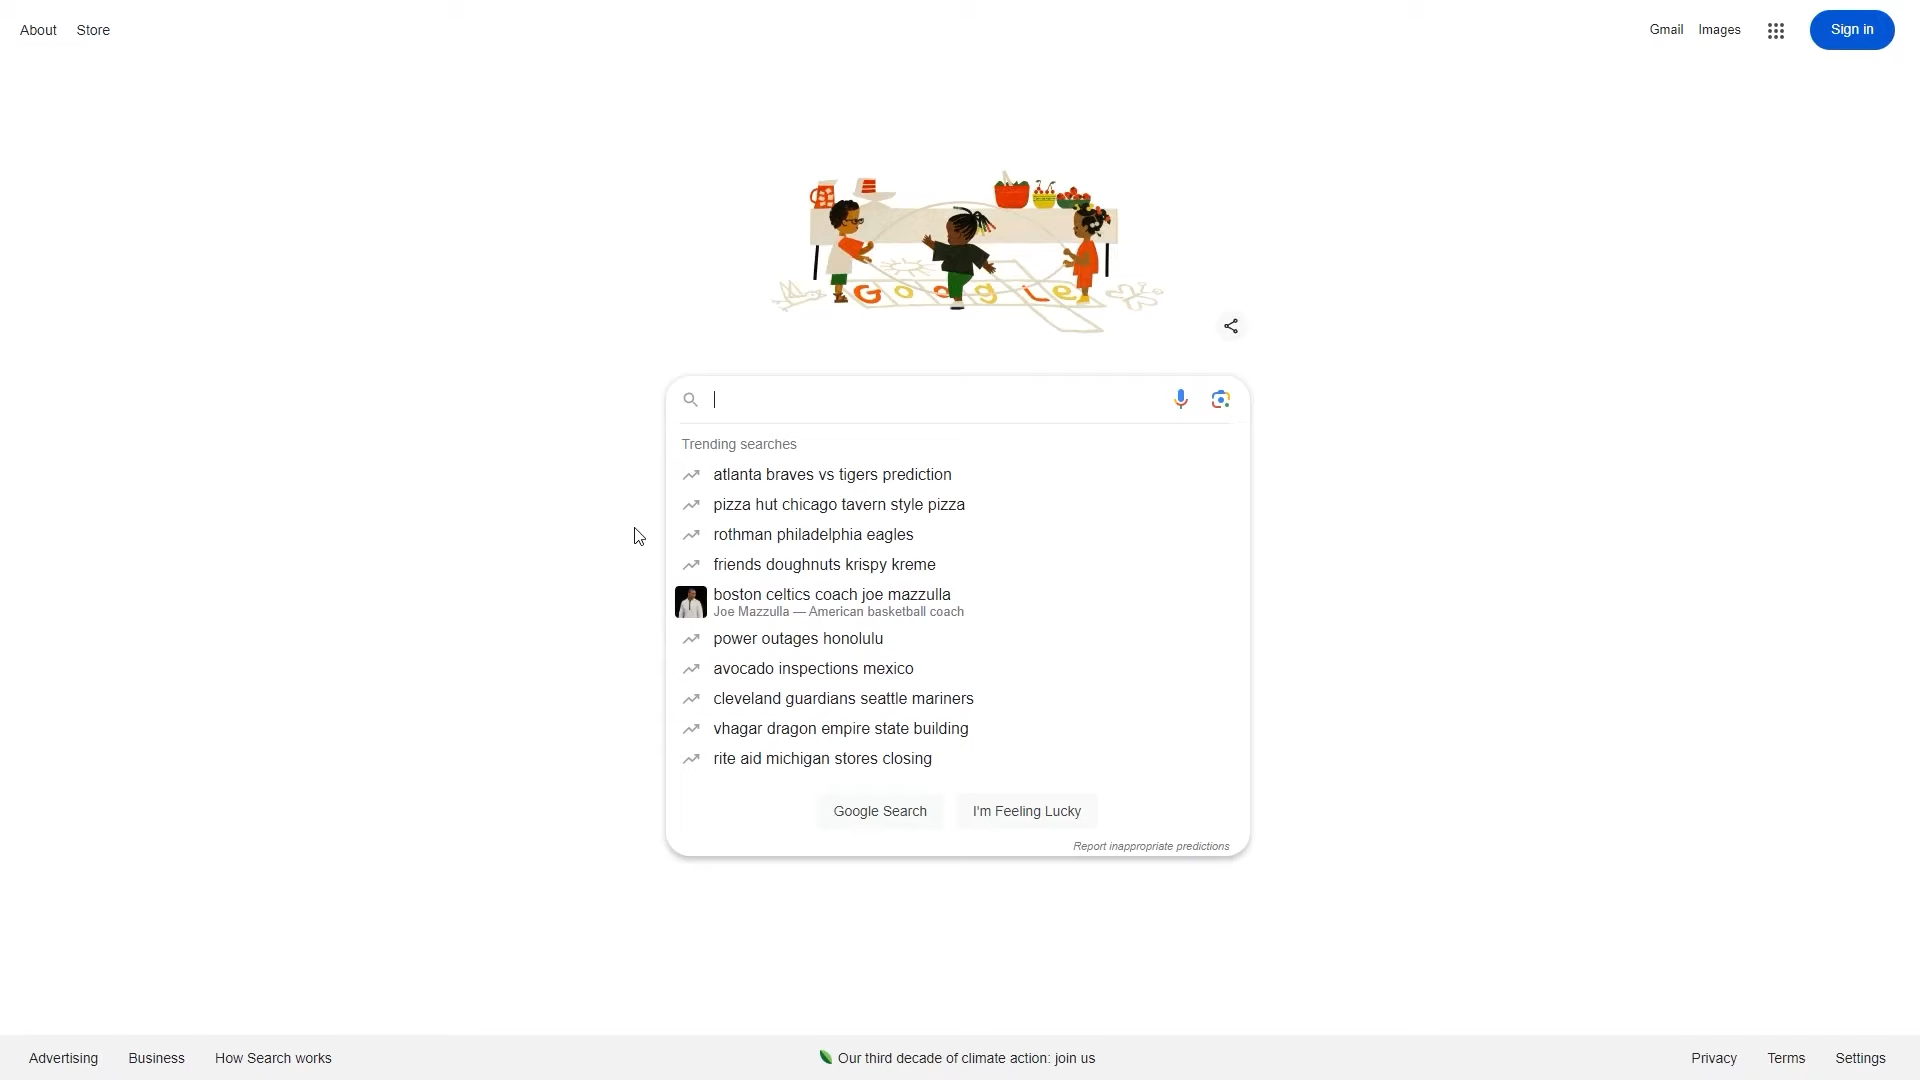 About Store
Gmail Images Sign in
Google
Trending searches
atlanta braves vs tigers prediction
pizza hut chicago tavern style pizza
rothman philadelphia eagles
friends doughnuts krispy kreme
boston celtics coach joe mazzulla
Joe Mazzulla — American basketball coach
power outages honolulu
avocado inspections mexico
cleveland guardians seattle mariners
vhagar dragon empire state building
rite aid michigan stores closing
Google Search I'm Feeling Lucky
Report inappropriate predictions
Advertising Business How Search works Our third decade of climate action: join us Privacy Terms Settings